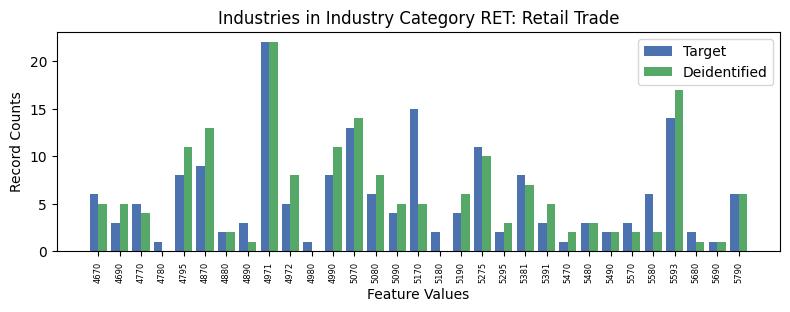 Industries in Industry Category RET: Retail Trade
Target
Deidentified
Record Counts
20
15
10
5
0
4670 4690 4770 4780 4795 4870 4880 4890 4971 4972 4980 4990 5070 5080 5090 5170 5180 5190 5275 5295 5381 5391 5470 5480 5490 5570 5580 5593 5680 5690 5790
Feature Values